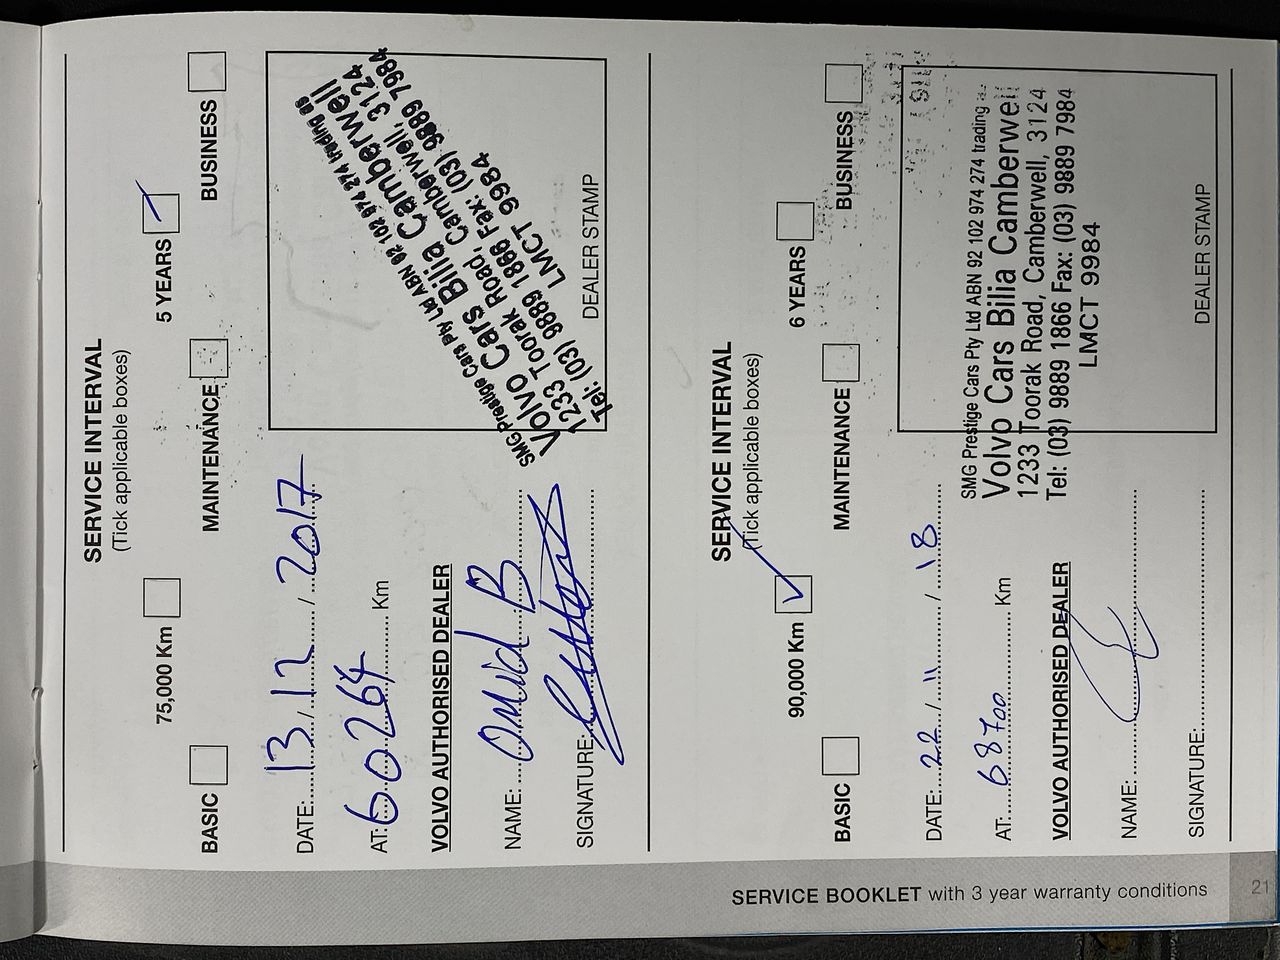 SERVICE INTERVAL
(Tick applicable boxes)
75,000 Km 5 YEARS
BASIC MAINTENANCE BUSINESS
DATE: 13 / 12 / 2017
AT: 60264 Km
VOLVO AUTHORISED DEALER
NAME: Omid B
SIGNATURE:
SMG Prestige Cars Pty Ltd ABN 92 102 974 274 trading as
Volvo Cars Bilia Camberwell
1233 Toorak Road, Camberwell, 3124
Tel: (03) 9889 1866 Fax: (03) 9889 7984
LMCT 9984
DEALER STAMP
SERVICE INTERVAL
(Tick applicable boxes)
90,000 Km 6 YEARS
BASIC MAINTENANCE BUSINESS
DATE: 22 / 11 / 18
AT: 68700 Km
VOLVO AUTHORISED DEALER
NAME:
SIGNATURE:
SMG Prestige Cars Pty Ltd ABN 92 102 974 274 trading as
Volvo Cars Bilia Camberwell
1233 Toorak Road, Camberwell, 3124
Tel: (03) 9889 1866 Fax: (03) 9889 7984
LMCT 9984
DEALER STAMP
SERVICE BOOKLET with 3 year warranty conditions
21